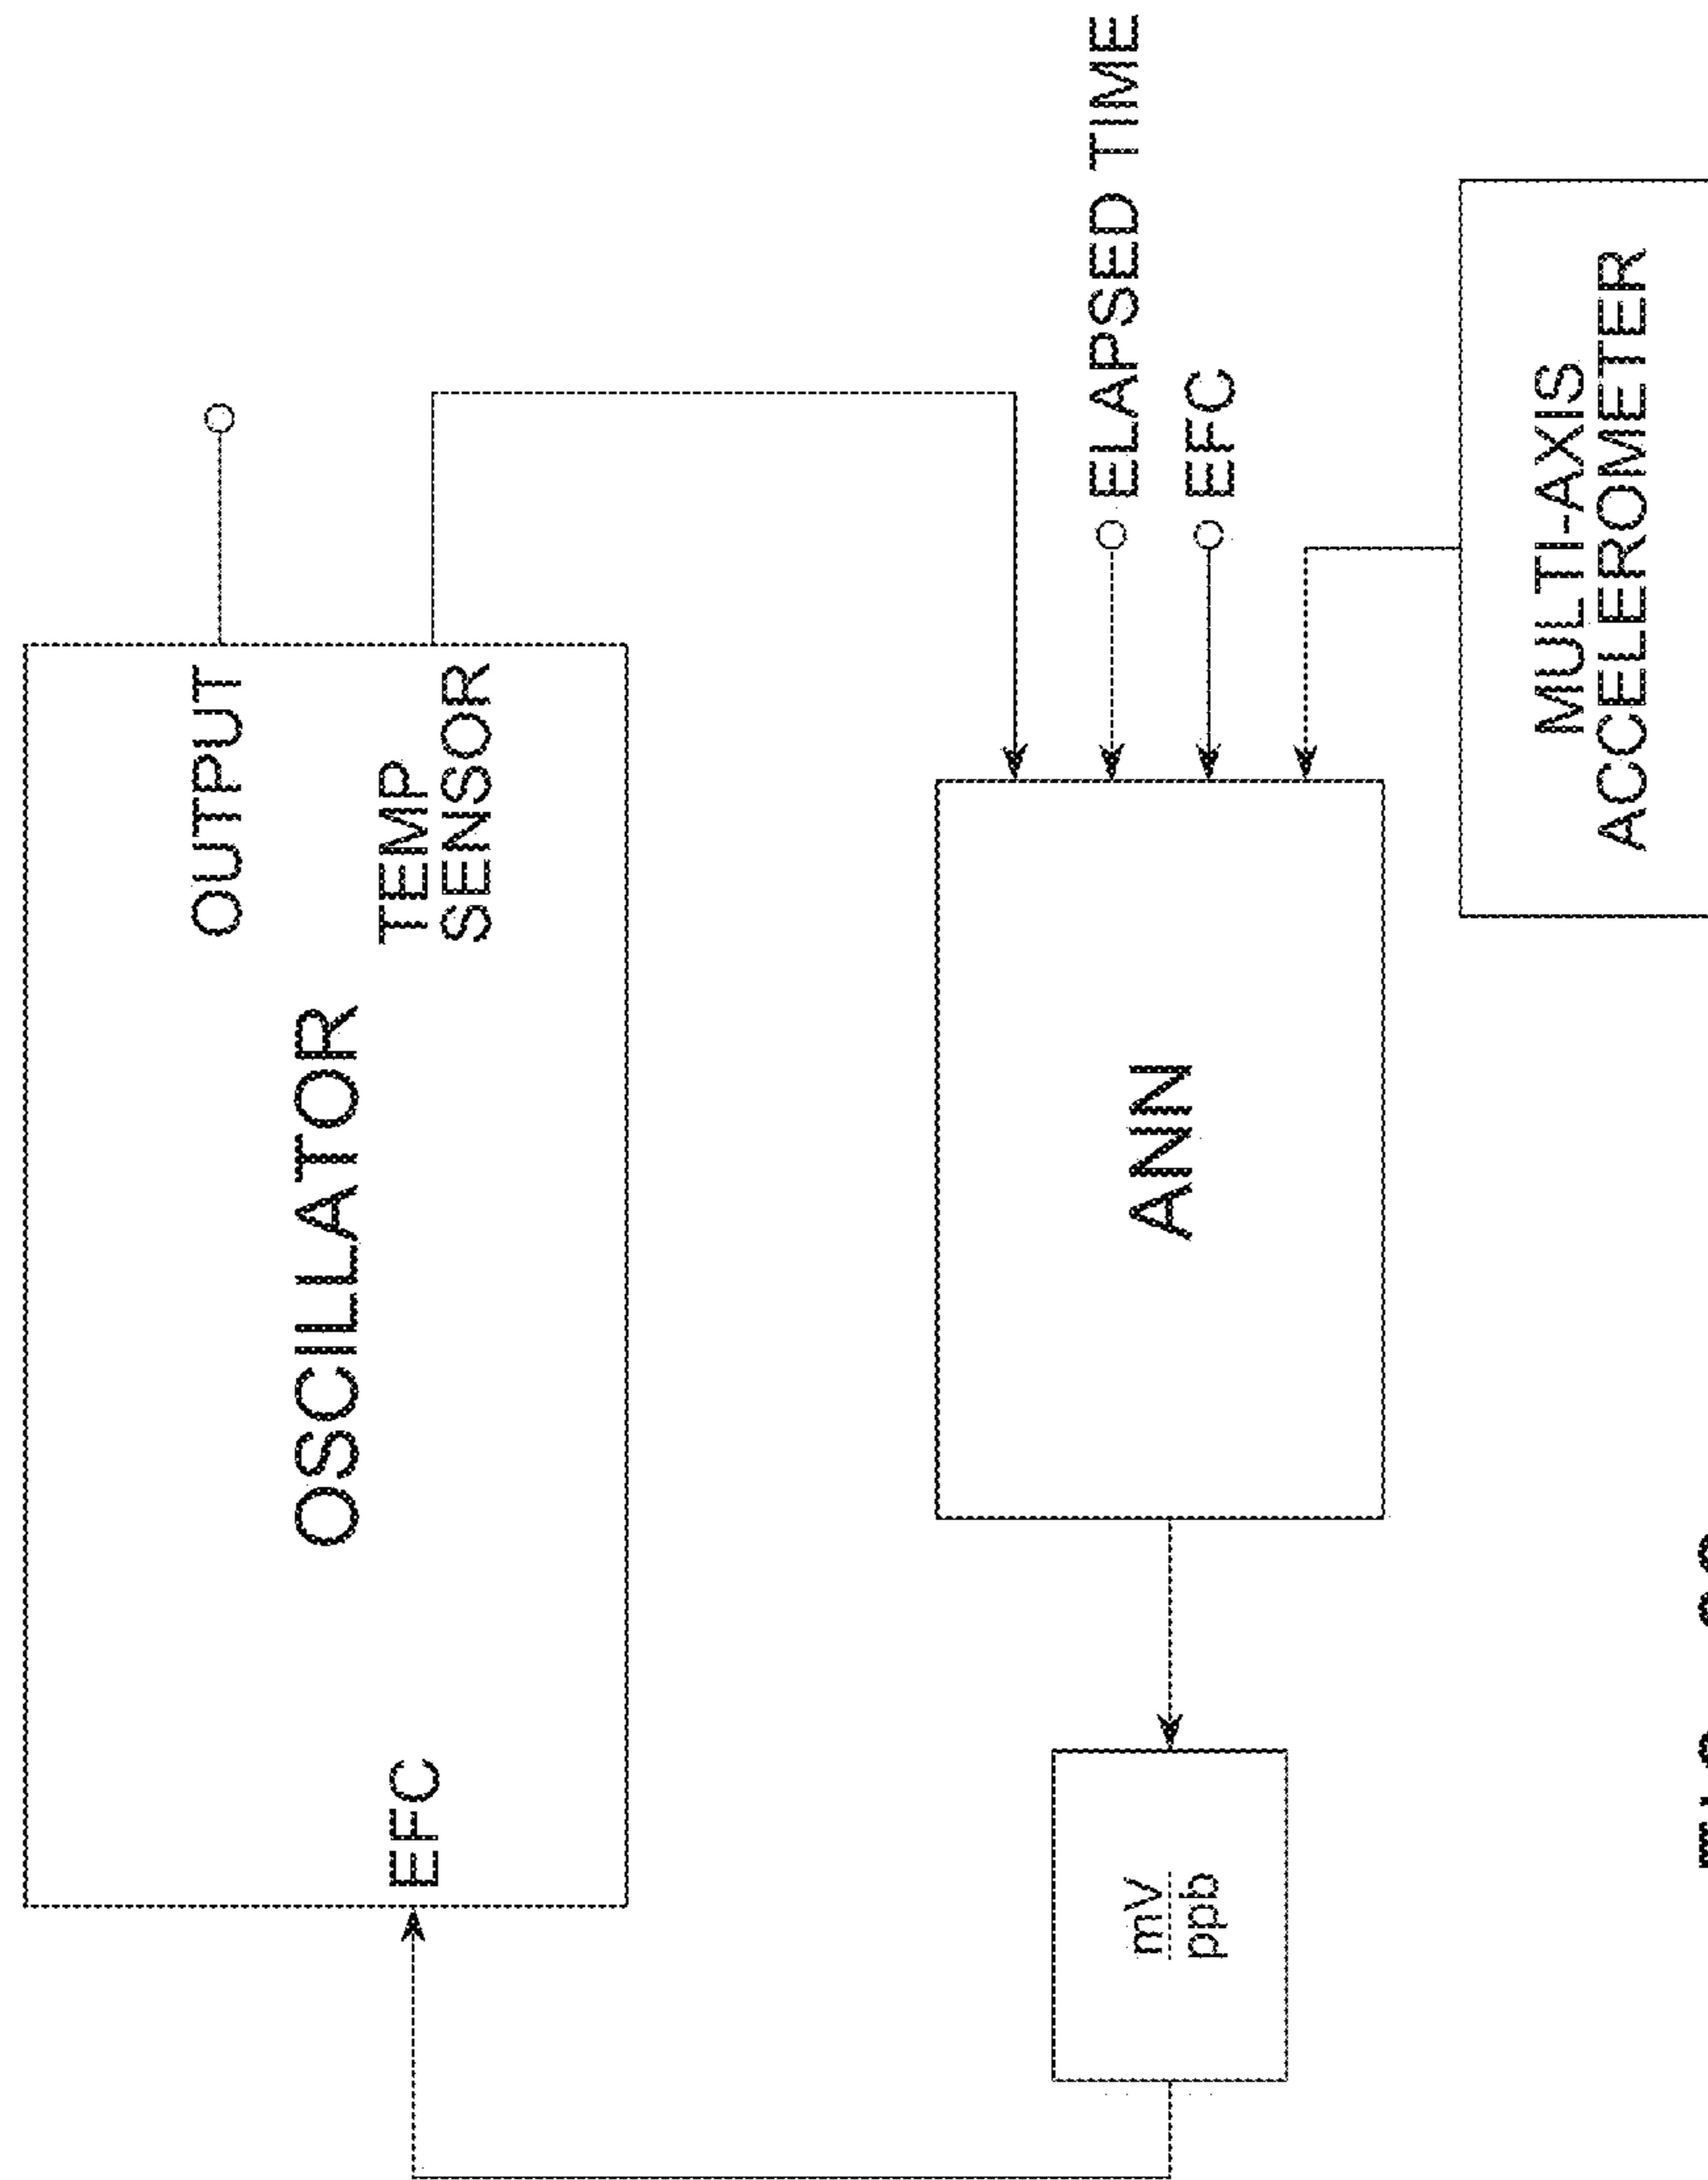 OSCILLATOR
OUTPUT
TEMP
SENSOR
EFC
ELAPSED TIME
EFC
ANN
mV
ppb
MULTI-AXIS
ACCELEROMETER